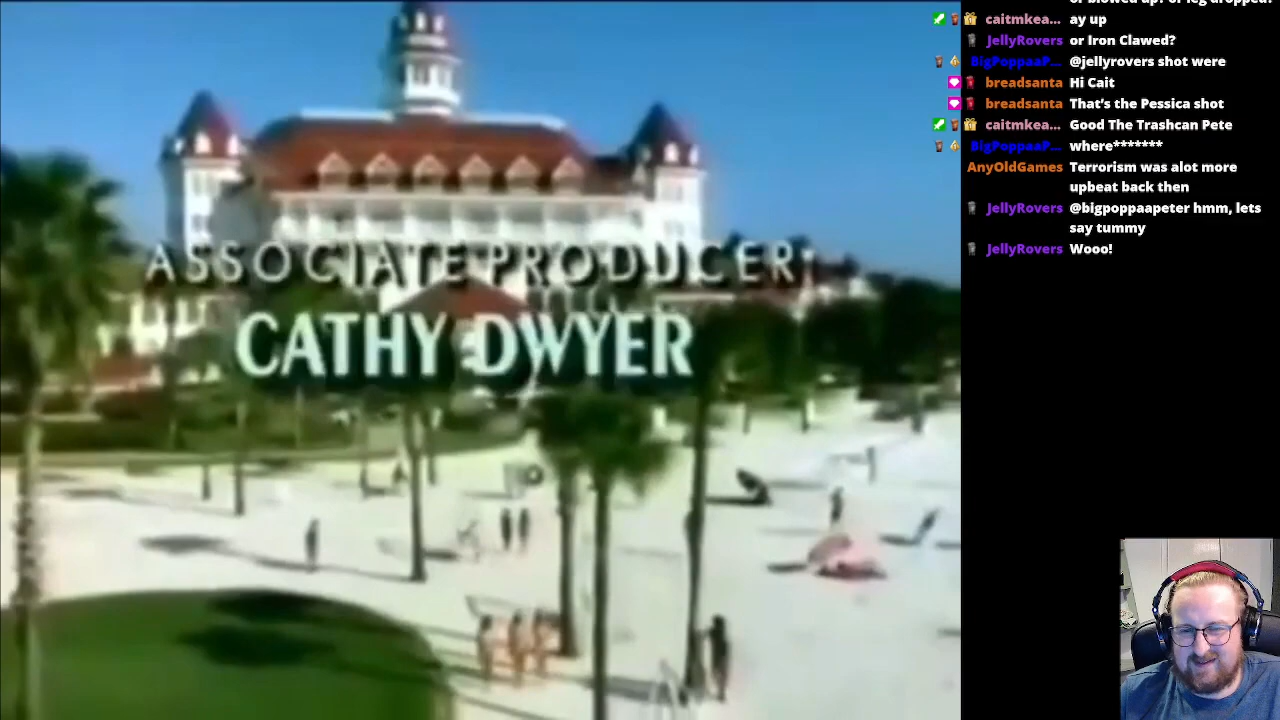 ASSOCIATE PRODUCER:
CATHY DWYER
caitmkea... ay up
JellyRovers or Iron Clawed?
BigPoppaaP... @jellyrovers shot were
breadsanta Hi Cait
breadsanta That's the Pessica shot
caitmkea... Good The Trashcan Pete
BigPoppaaP... where*******
AnyOldGames Terrorism was alot more
upbeat back then
JellyRovers @bigpoppaapeter hmm, lets
say tummy
JellyRovers Wooo!